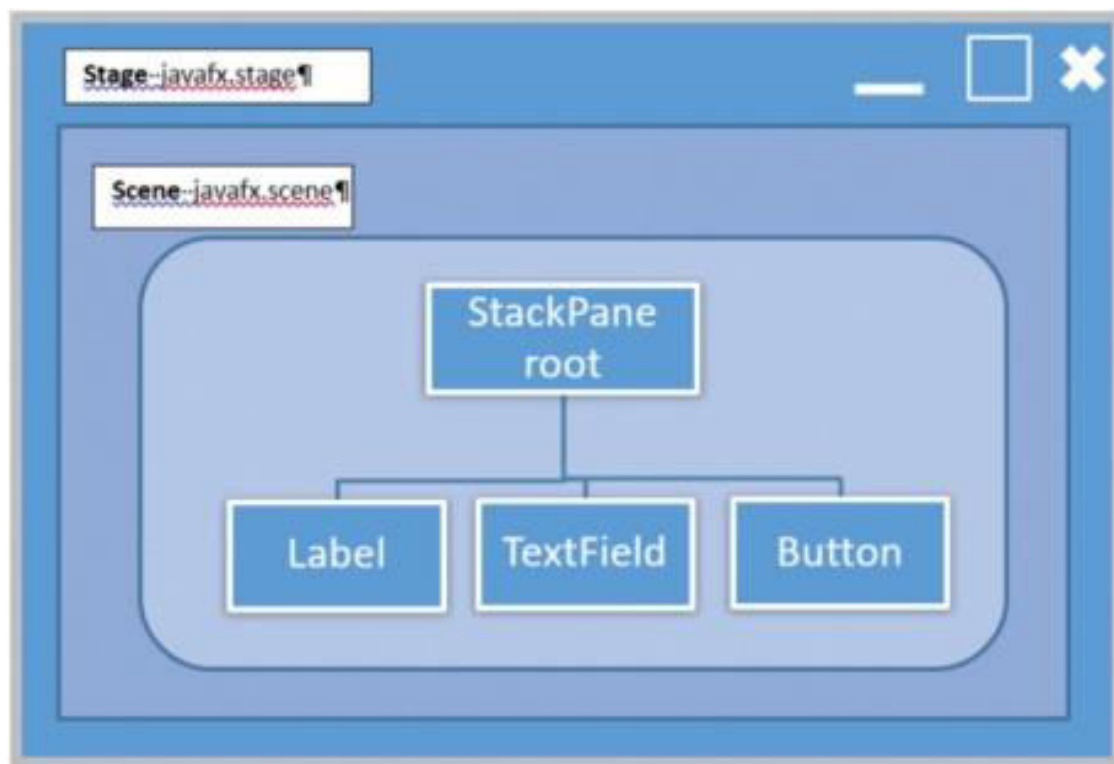 Stage··javafx.stage¶
Scene··javafx.scene¶
StackPane
root
Label
TextField
Button